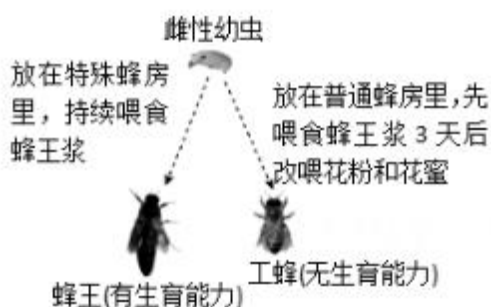 雌性幼虫
放在特殊蜂房
里，持续喂食
蜂王浆
放在普通蜂房里，先
喂食蜂王浆 3 天后
改喂花粉和花蜜
蜂王(有生育能力)
工蜂(无生育能力)